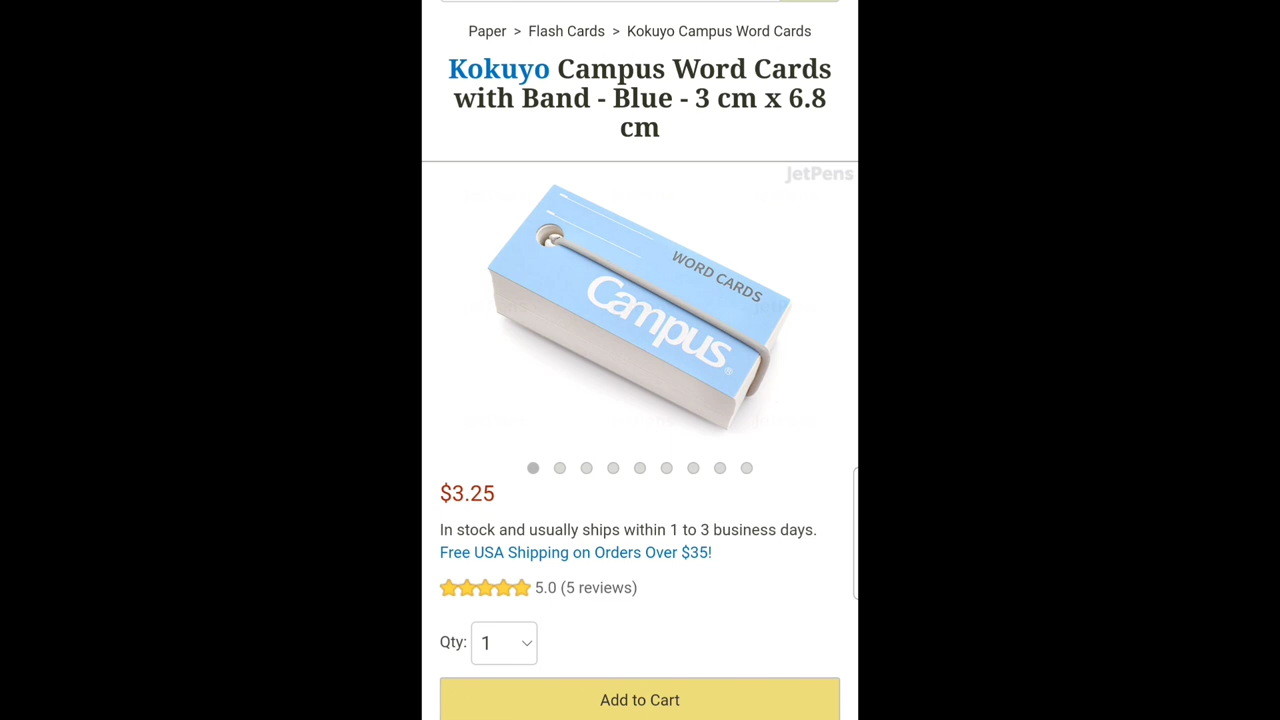 Paper > Flash Cards > Kokuyo Campus Word Cards
Kokuyo Campus Word Cards
with Band - Blue - 3 cm x 6.8
cm
JetPens
WORD CARDS
Campus®
$3.25
In stock and usually ships within 1 to 3 business days.
Free USA Shipping on Orders Over $35!
5.0 (5 reviews)
Qty: 1
Add to Cart